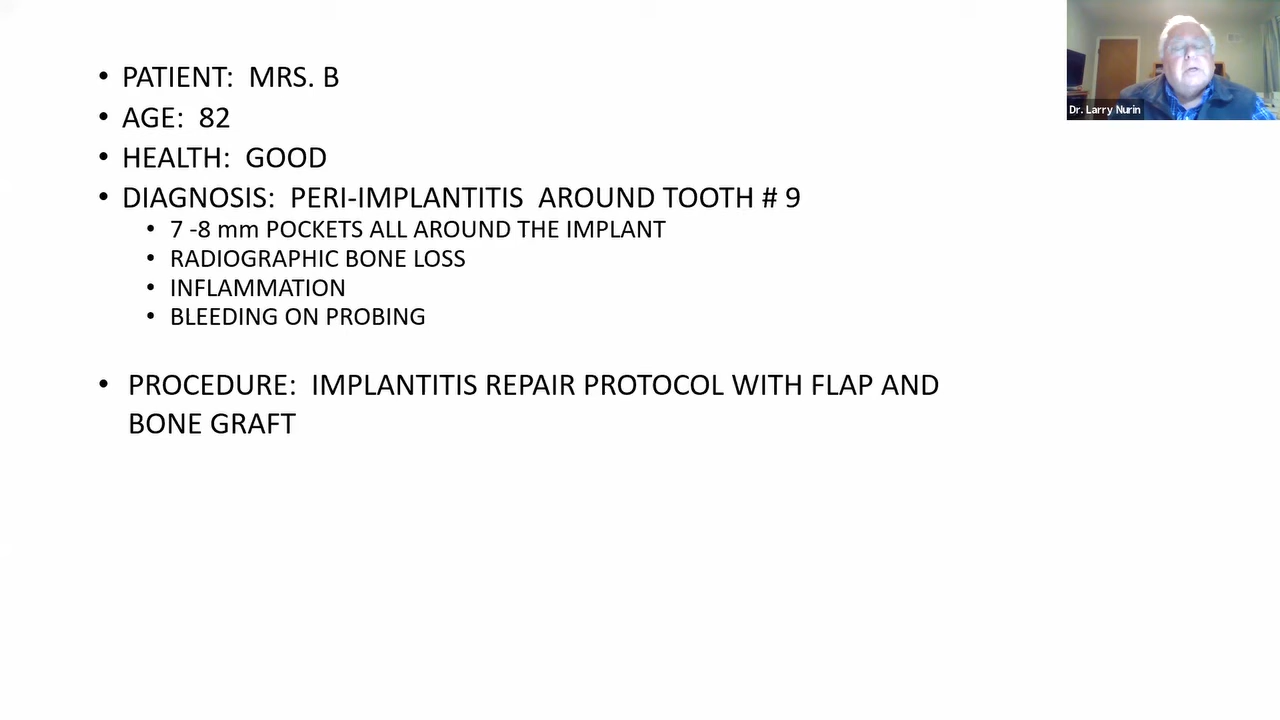 • PATIENT: MRS. B
• AGE: 82
• HEALTH: GOOD
• DIAGNOSIS: PERI-IMPLANTITIS AROUND TOOTH # 9
• 7 -8 mm POCKETS ALL AROUND THE IMPLANT
• RADIOGRAPHIC BONE LOSS
• INFLAMMATION
• BLEEDING ON PROBING
• PROCEDURE: IMPLANTITIS REPAIR PROTOCOL WITH FLAP AND
BONE GRAFT
Dr. Larry Nurin